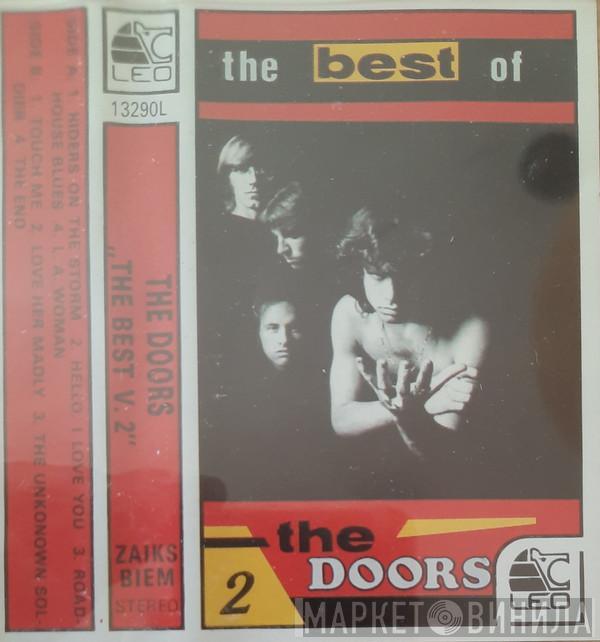 SIDE A 1. RIDERS ON THE STORM 2. HELLO I LOVE YOU 3. ROAD-
HOUSE BLUES 4. L. A. WOMAN
SIDE B 1. TOUCH ME 2. LOVE HER MADLY 3. THE UNKONOWN SOL-
DIER 4. THE END
LEO
13290L
THE DOORS
„THE BEST V. 2"
ZAIKS
BIEM
STEREO
the best of
the
DOORS
2
LEO
МАРКЕТ ВИНИЛА